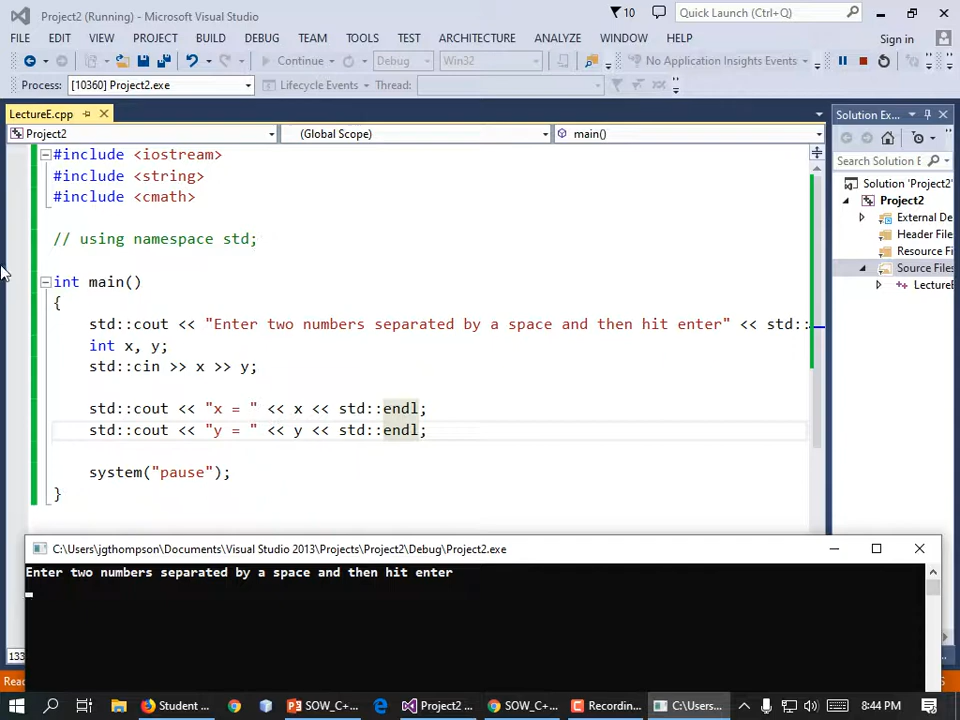 Project2 (Running) - Microsoft Visual Studio
10
Quick Launch (Ctrl+Q)
FILE EDIT VIEW PROJECT BUILD DEBUG TEAM TOOLS TEST ARCHITECTURE ANALYZE WINDOW HELP
Sign in
Continue
Debug
Win32
No Application Insights Events
Process: [10360] Project2.exe
Lifecycle Events
Thread:
LectureE.cpp
Solution Ex...
Project2
(Global Scope)
main()
#include <iostream>
#include <string>
#include <cmath>
// using namespace std;
int main()
{
std::cout << "Enter two numbers separated by a space and then hit enter" << std::
int x, y;
std::cin >> x >> y;
std::cout << "x = " << x << std::endl;
std::cout << "y = " << y << std::endl;
system("pause");
}
Search Solution E
Solution 'Project2'
Project2
External De
Header File
Resource Fi
Source Files
LectureE
133
Rea
C:\Users\jgthompson\Documents\Visual Studio 2013\Projects\Project2\Debug\Project2.exe
Enter two numbers separated by a space and then hit enter
Student ...
SOW_C+...
Project2 ...
SOW_C+...
Recordin...
C:\Users...
8:44 PM